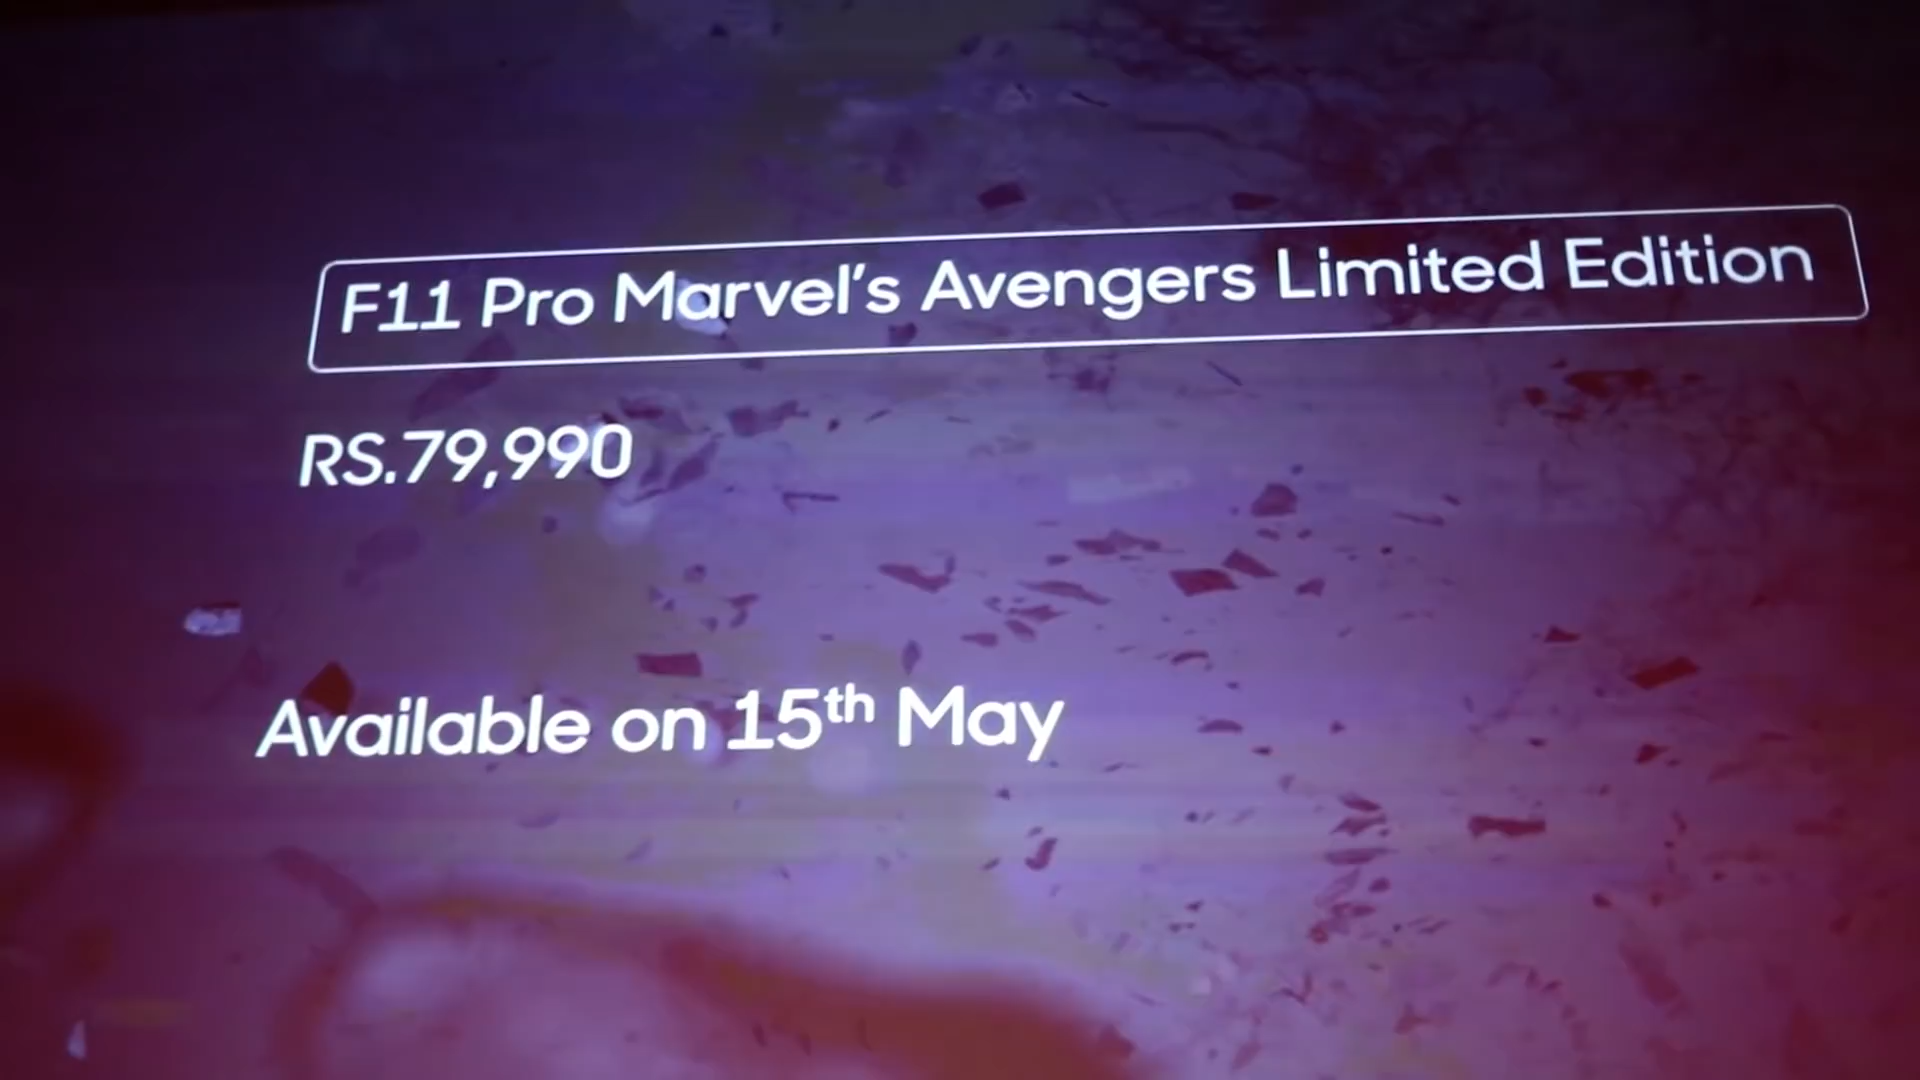 F11 Pro Marvel's Avengers Limited Edition
RS.79,990
Available on 15th May